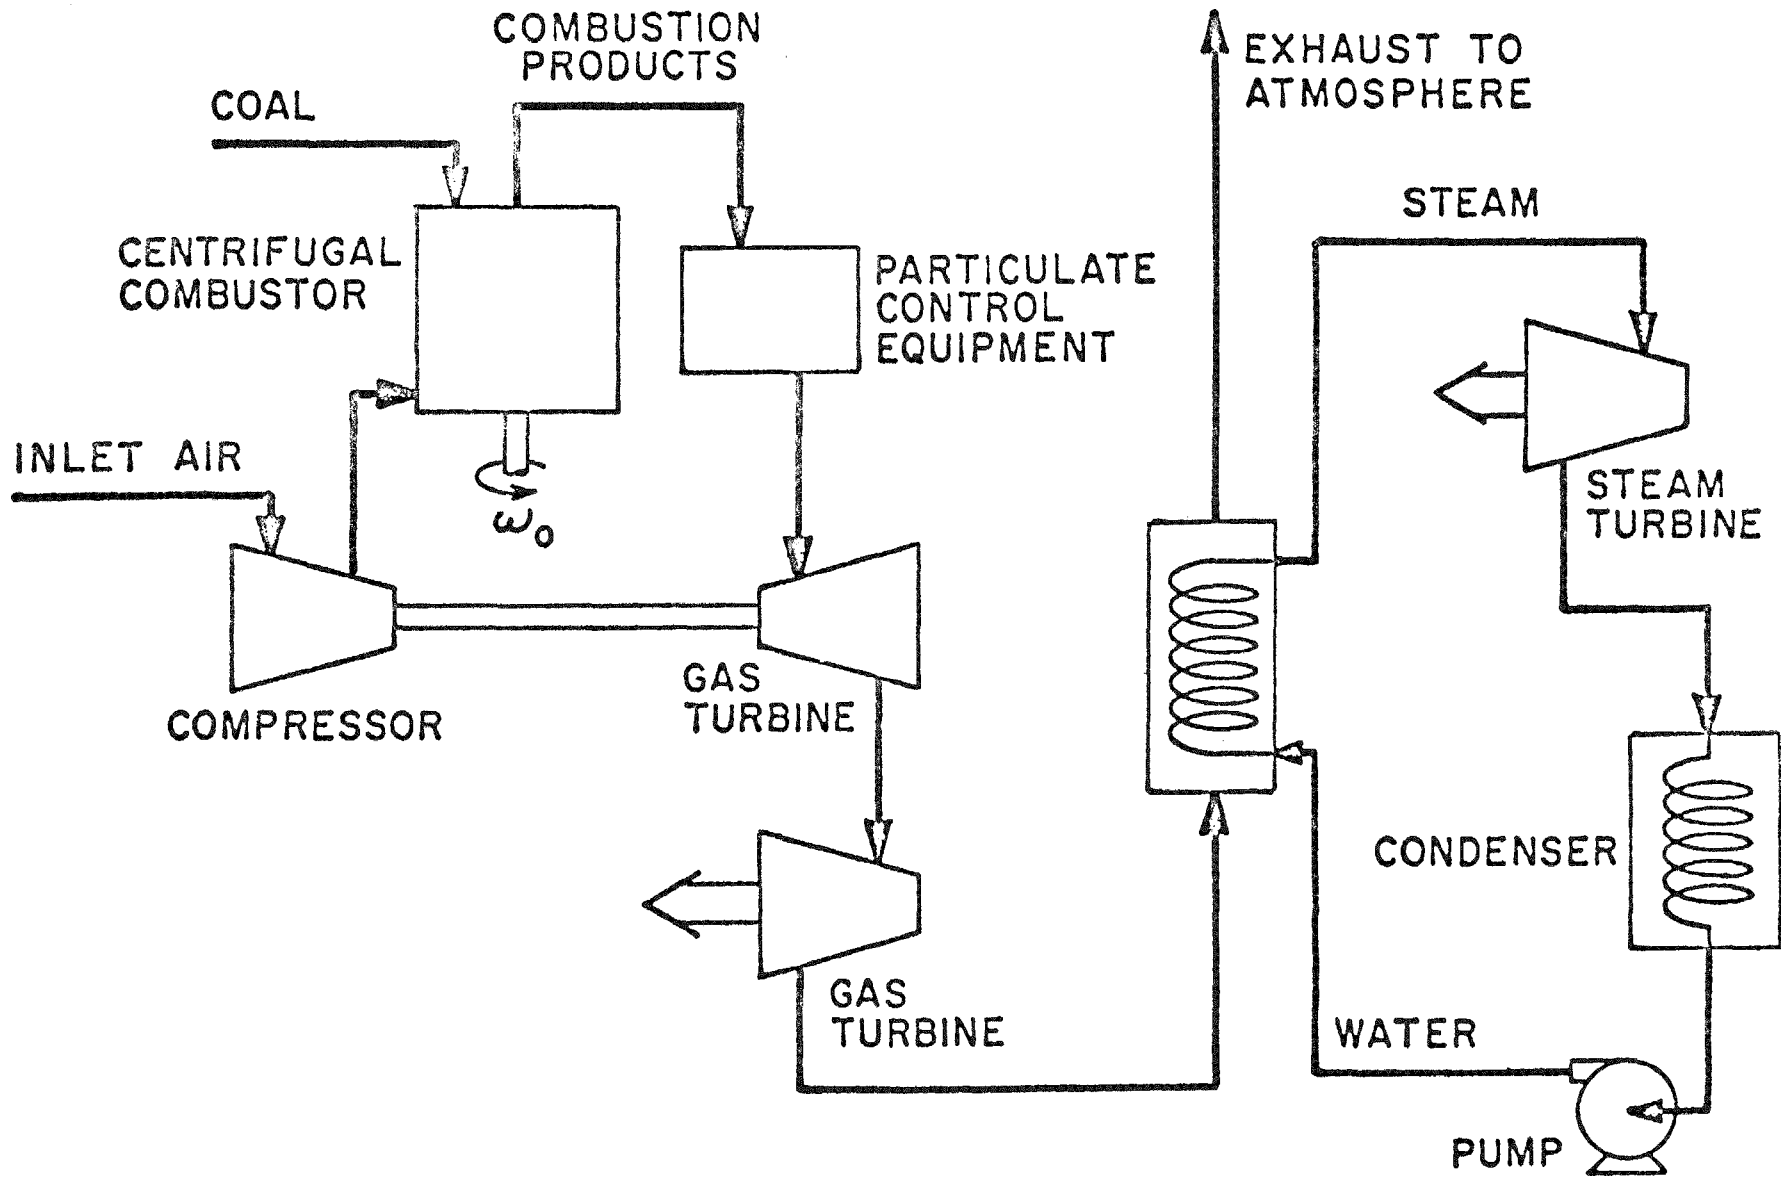 COMBUSTION
PRODUCTS
COAL
EXHAUST TO
ATMOSPHERE
STEAM
CENTRIFUGAL
COMBUSTOR
PARTICULATE
CONTROL
EQUIPMENT
INLET AIR
ω₀
STEAM
TURBINE
COMPRESSOR
GAS
TURBINE
CONDENSER
GAS
TURBINE
WATER
PUMP